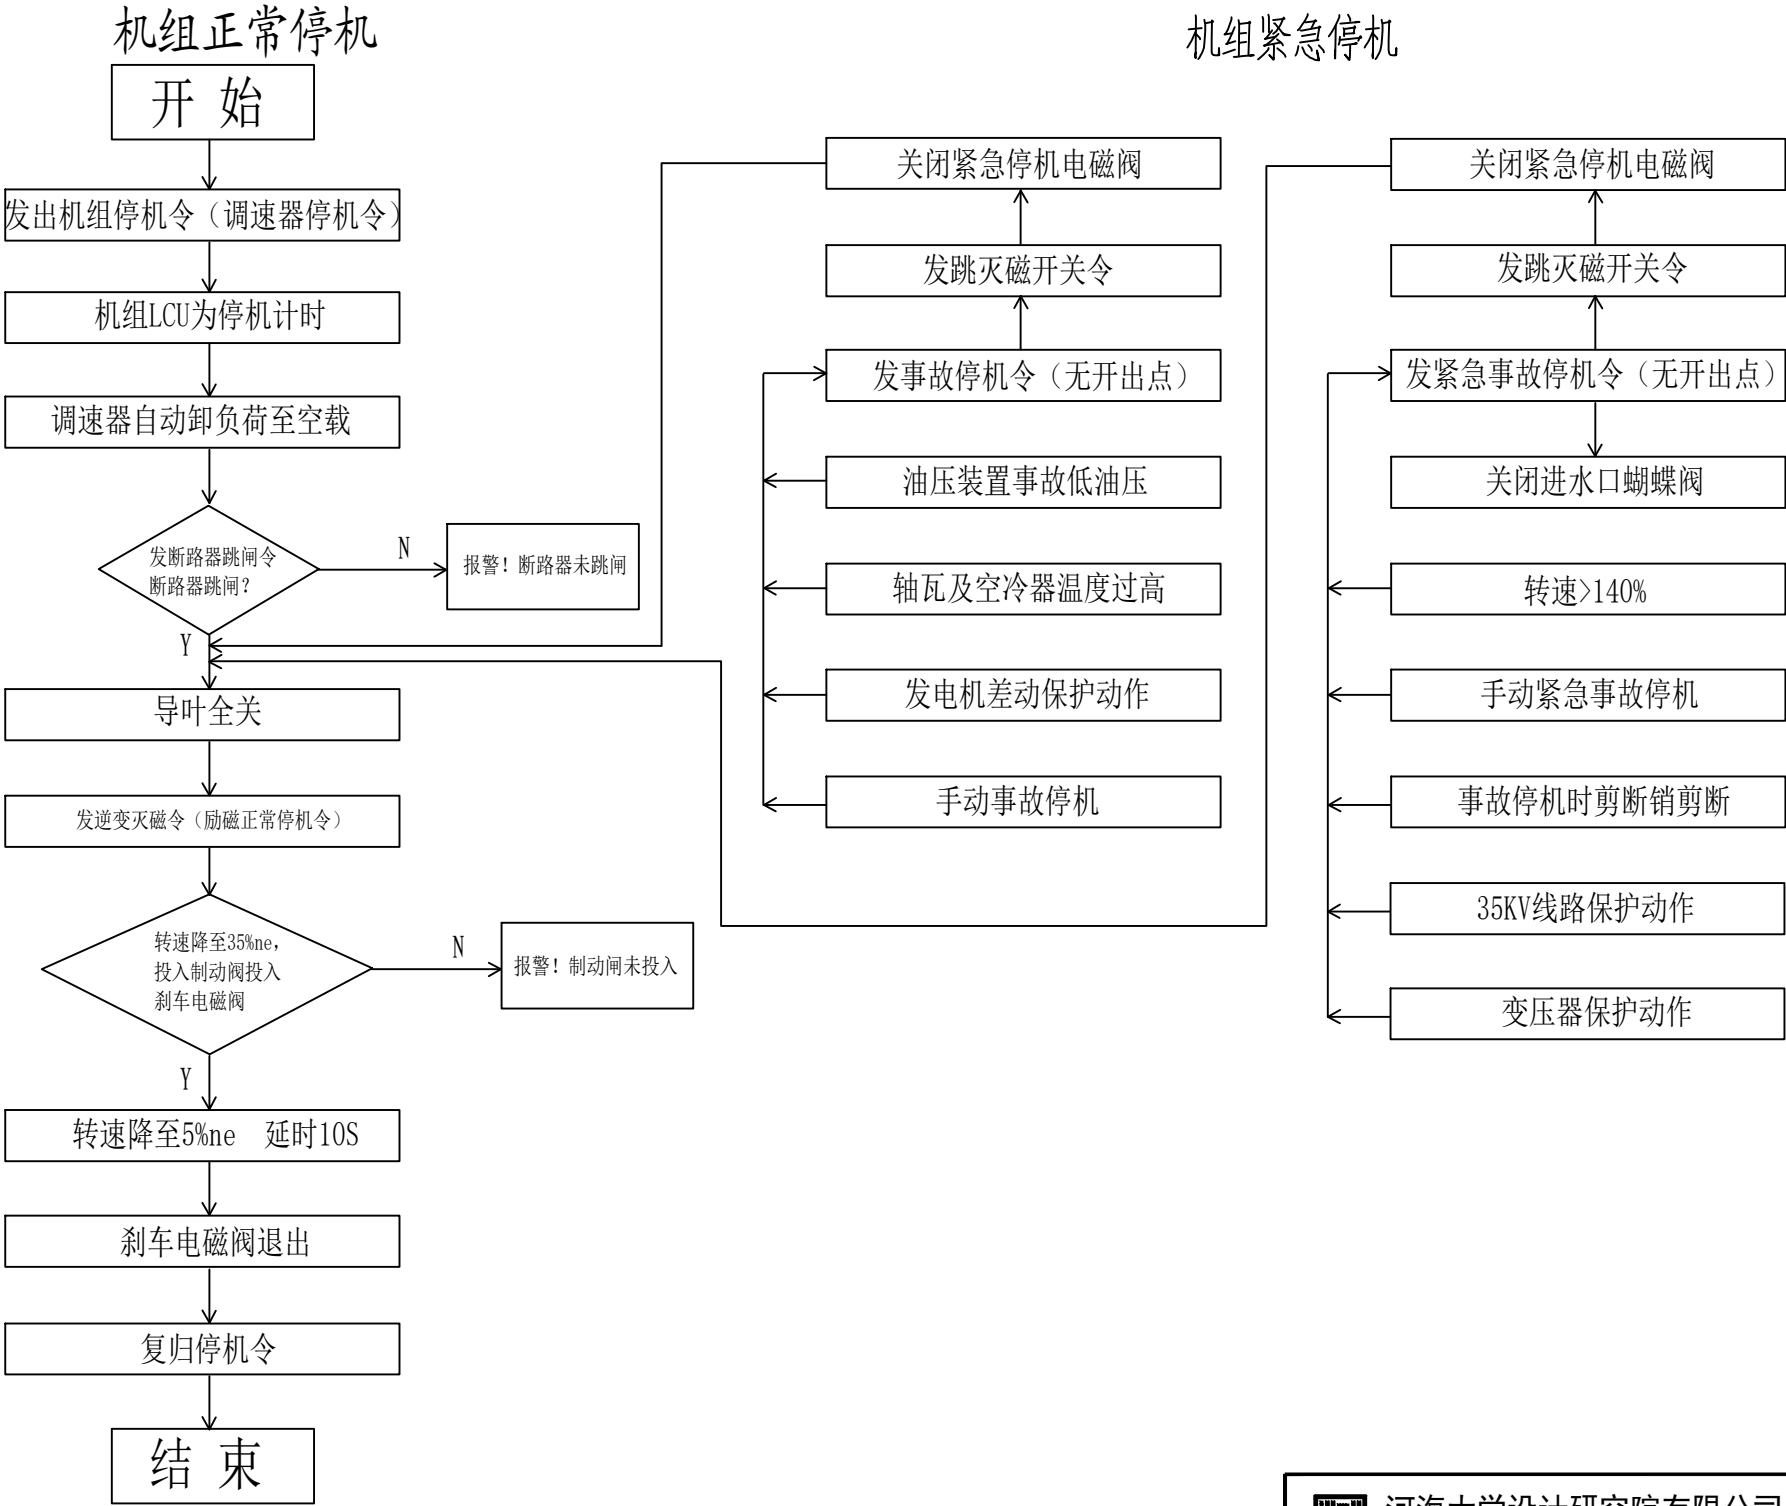 机组正常停机
开 始
发出机组停机令（调速器停机令）
机组LCU为停机计时
调速器自动卸负荷至空载
发断路器跳闸令
断路器跳闸?
N
报警! 断路器未跳闸
Y
导叶全关
发逆变灭磁令（励磁正常停机令）
转速降至35%ne,
投入制动阀投入
刹车电磁阀
N
报警! 制动闸未投入
Y
转速降至5%ne 延时10S
刹车电磁阀退出
复归停机令
结 束
机组紧急停机
关闭紧急停机电磁阀
发跳灭磁开关令
发事故停机令（无开出点）
油压装置事故低油压
轴瓦及空冷器温度过高
发电机差动保护动作
手动事故停机
关闭紧急停机电磁阀
发跳灭磁开关令
发紧急事故停机令（无开出点）
关闭进水口蝴蝶阀
转速>140%
手动紧急事故停机
事故停机时剪断销剪断
35KV线路保护动作
变压器保护动作
河海大学设计研究院有限公司